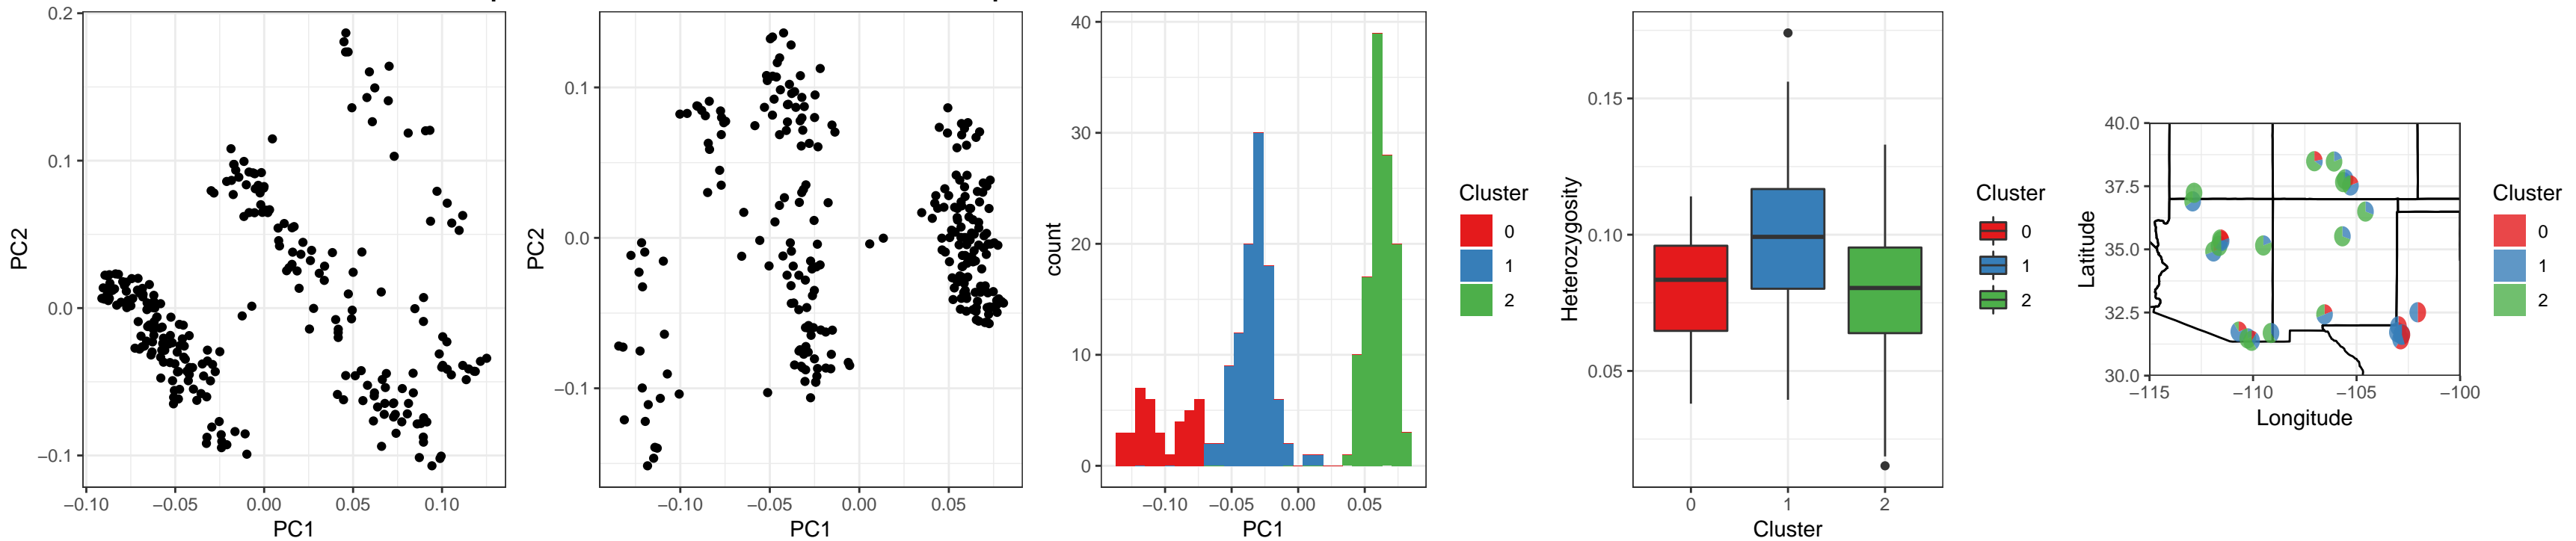 0.2
0.1
0.0
−0.1
PC2
−0.10 −0.05 0.00 0.05 0.10
PC1
0.1
0.0
−0.1
PC2
−0.10 −0.05 0.00 0.05
PC1
40
30
20
10
0
count
−0.10 −0.05 0.00 0.05
PC1
Cluster
0
1
2
0.15
0.10
0.05
Heterozygosity
0 1 2
Cluster
Cluster
0
1
2
40.0
37.5
35.0
32.5
30.0
Latitude
−115 −110 −105 −100
Longitude
Cluster
0
1
2